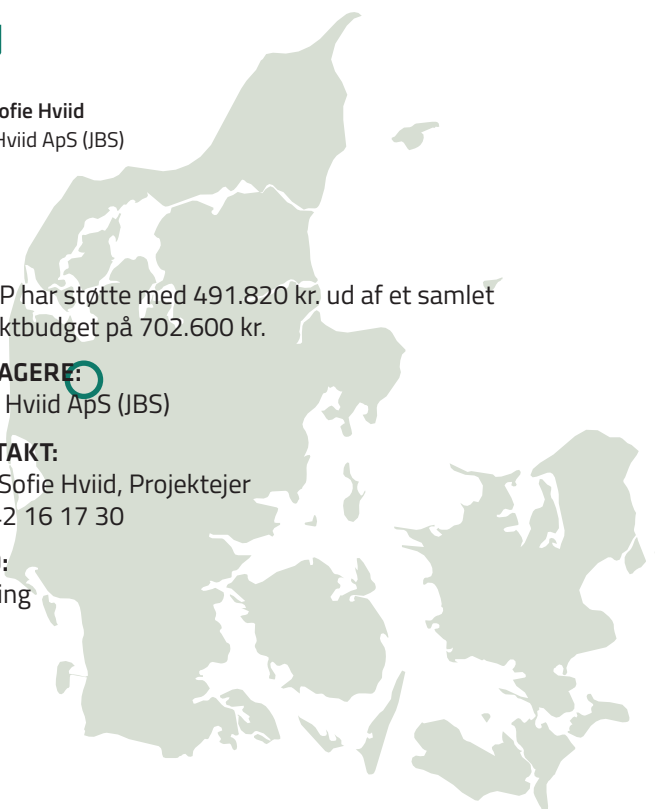 ofie Hviid
Hviid ApS (JBS)
P har støtte med 491.820 kr. ud af et samlet
ktbudget på 702.600 kr.
AGERE:
Hviid ApS (JBS)
TAKT:
Sofie Hviid, Projektejer
42 16 17 30
:
ing